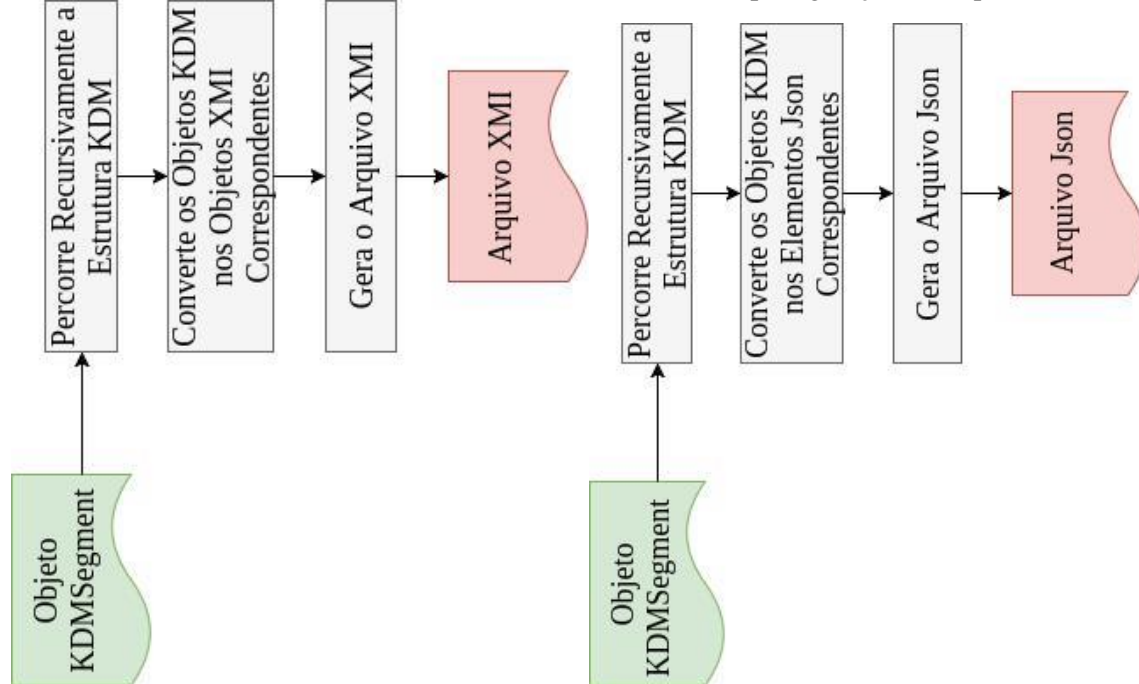 Objeto
KDMSegment
Percorre Recursivamente a
Estrutura KDM
Converte os Objetos KDM
nos Objetos XMI
Correspondentes
Gera o Arquivo XMI
Arquivo XMI
Objeto
KDMSegment
Percorre Recursivamente a
Estrutura KDM
Converte os Objetos KDM
nos Elementos Json
Correspondentes
Gera o Arquivo Json
Arquivo Json